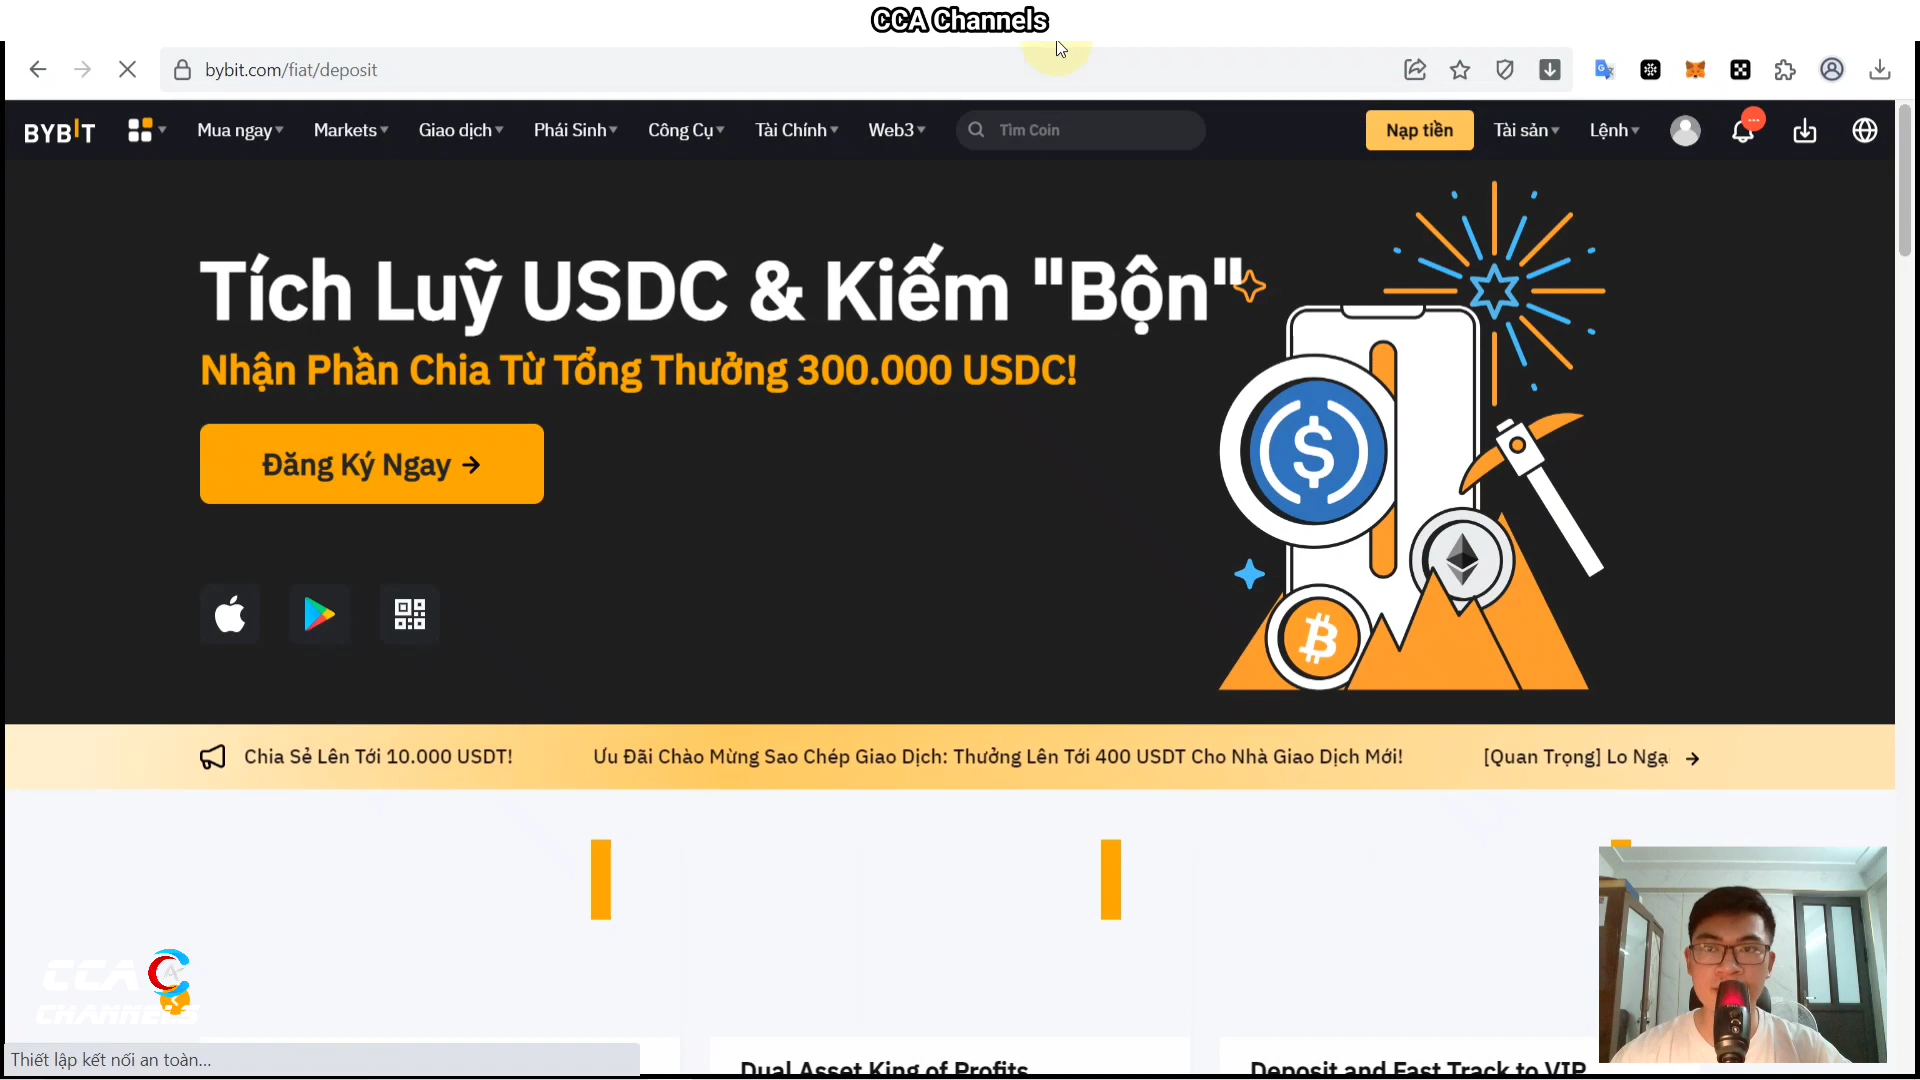 CCA Channels
bybit.com/fiat/deposit
BYBIT
Mua ngay
Markets
Giao dịch
Phái Sinh
Công Cụ
Tài Chính
Web3
Tìm Coin
Nạp tiền
Tài sản
Lệnh
Tích Luỹ USDC & Kiếm "Bộn"
Nhận Phần Chia Từ Tổng Thưởng 300.000 USDC!
Đăng Ký Ngay →
Chia Sẻ Lên Tới 10.000 USDT!
Ưu Đãi Chào Mừng Sao Chép Giao Dịch: Thưởng Lên Tới 400 USDT Cho Nhà Giao Dịch Mới!
[Quan Trọng] Lo Nga
CCA
CHANNELS
Thiết lập kết nối an toàn...
Dual Asset King of Profits
Deposit and Fast Track to VIP